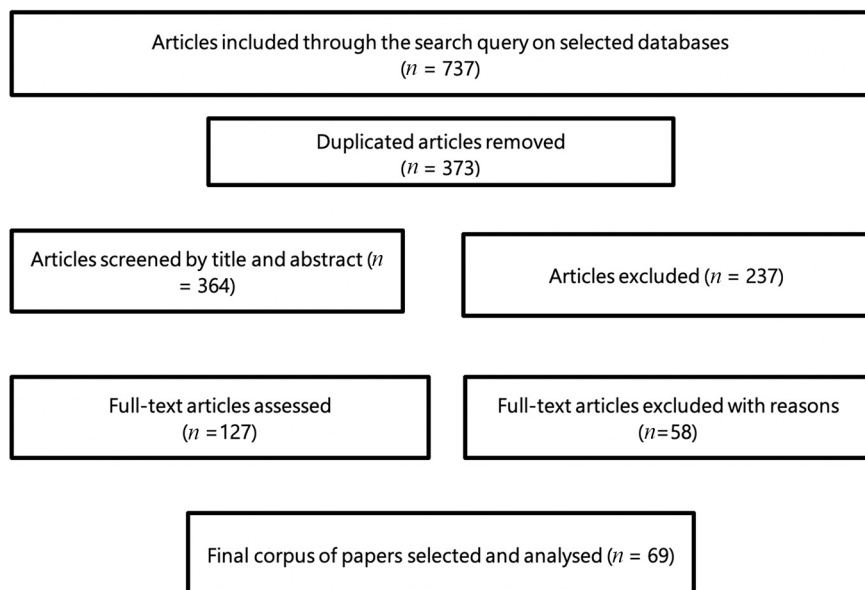 Articles included through the search query on selected databases
(n = 737)
Duplicated articles removed
(n = 373)
Articles screened by title and abstract (n
= 364)
Articles excluded (n = 237)
Full-text articles assessed
(n =127)
Full-text articles excluded with reasons
(n=58)
Final corpus of papers selected and analysed (n = 69)